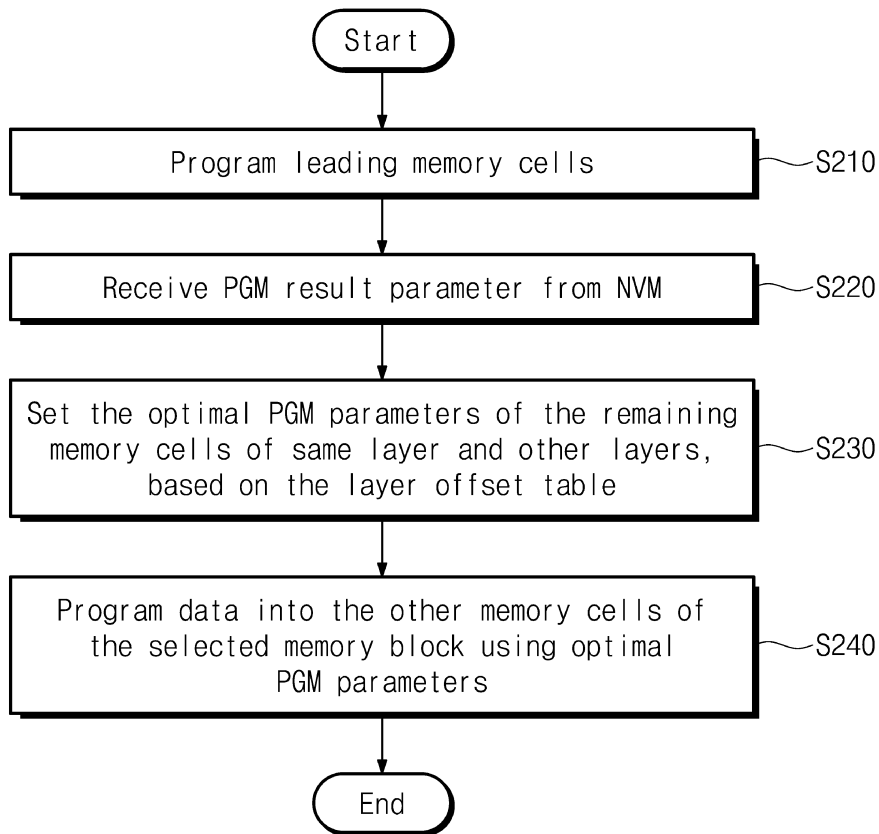 Start
Program leading memory cells
S210
Receive PGM result parameter from NVM
S220
Set the optimal PGM parameters of the remaining
memory cells of same layer and other layers,
based on the layer offset table
S230
Program data into the other memory cells of
the selected memory block using optimal
PGM parameters
S240
End